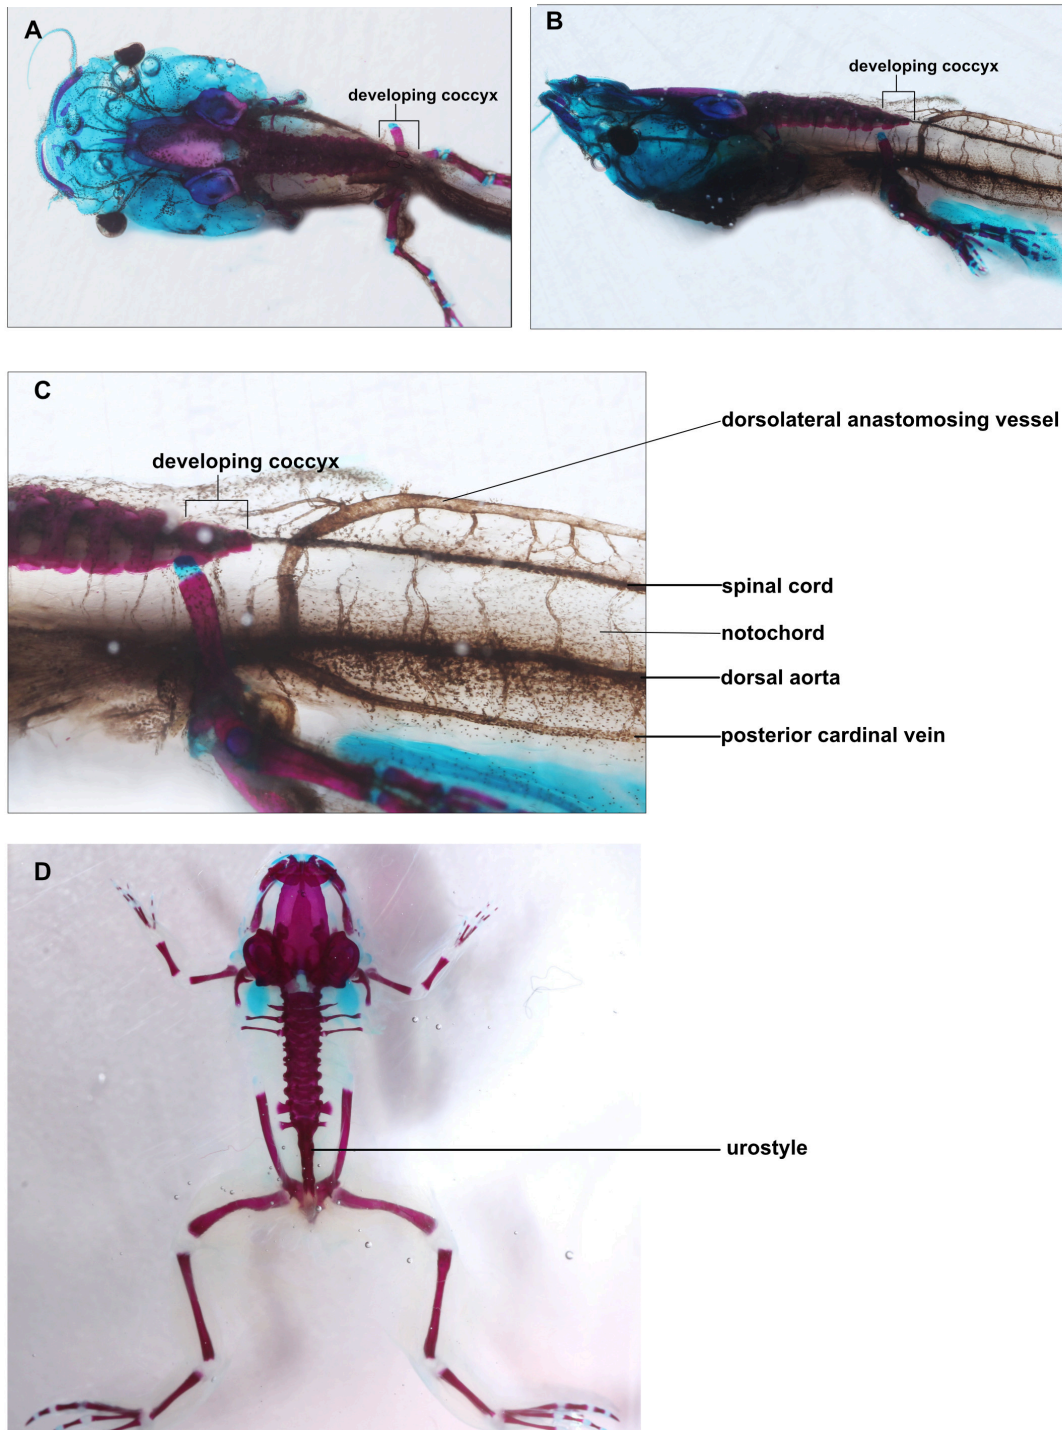 A
developing coccyx
B
developing coccyx
C
developing coccyx
dorsolateral anastomosing vessel
spinal cord
notochord
dorsal aorta
posterior cardinal vein
D
urostyle